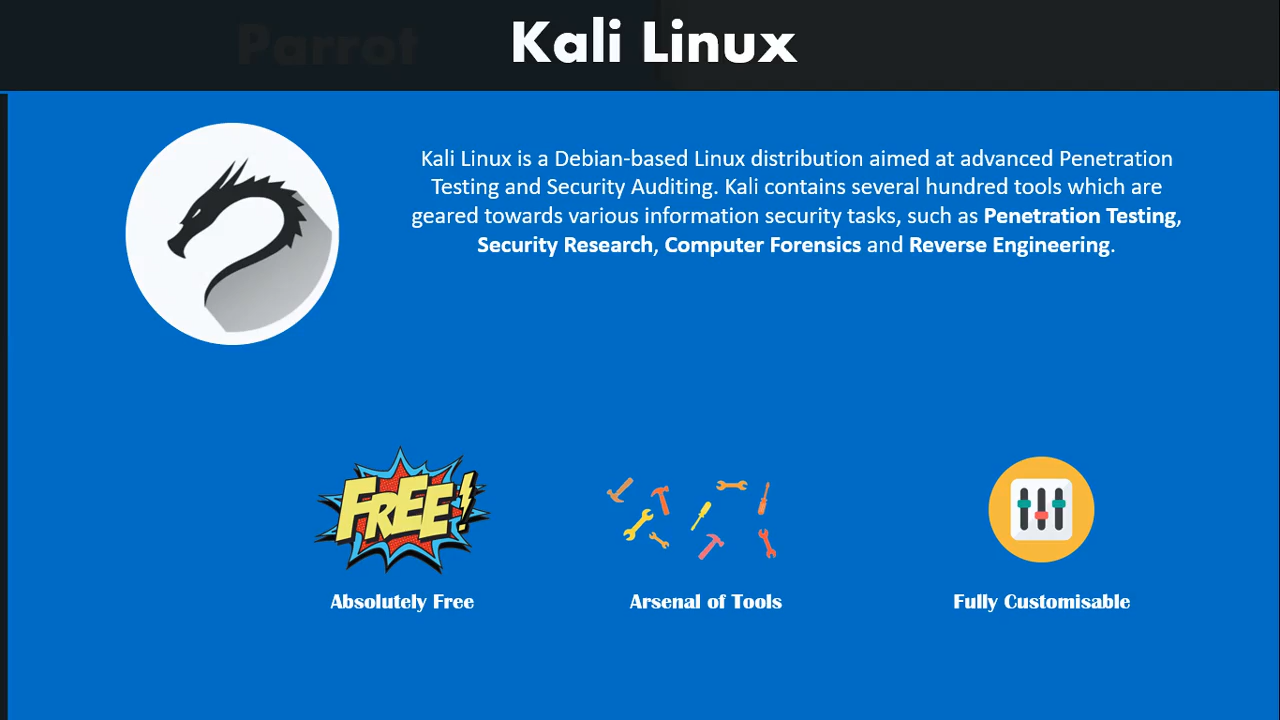 Parrot
Kali Linux
Kali Linux is a Debian-based Linux distribution aimed at advanced Penetration
Testing and Security Auditing. Kali contains several hundred tools which are
geared towards various information security tasks, such as Penetration Testing,
Security Research, Computer Forensics and Reverse Engineering.
FREE!
Absolutely Free
Arsenal of Tools
Fully Customisable